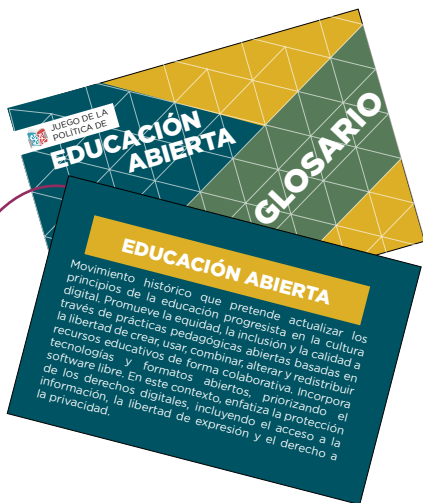 JUEGO DE LA
POLÍTICA DE
EDUCACIÓN
ABIERTA
GLOSARIO
EDUCACIÓN ABIERTA
Movimiento histórico que pretende actualizar los
principios de la educación progresista en la cultura
digital. Promueve la equidad, la inclusión y la calidad a
través de prácticas pedagógicas abiertas basadas en
la libertad de crear, usar, combinar, alterar y redistribuir
recursos educativos de forma colaborativa. Incorpora
tecnologías y formatos abiertos, priorizando el
software libre. En este contexto, enfatiza la protección
de los derechos digitales, incluyendo el acceso a la
información, la libertad de expresión y el derecho a
la privacidad.